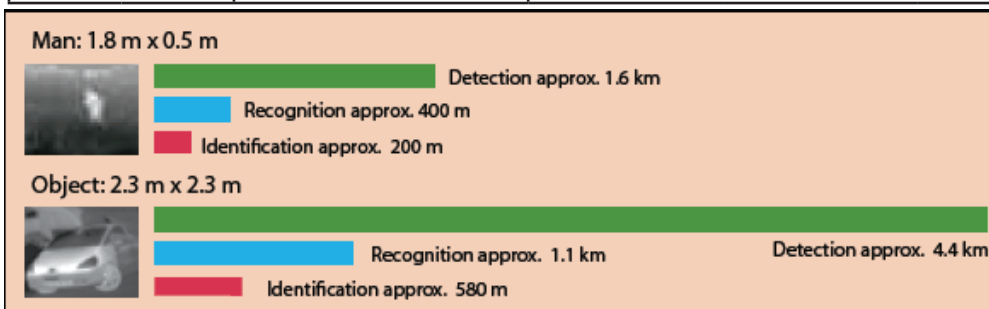 Man: 1.8 m x 0.5 m
Detection approx. 1.6 km
Recognition approx. 400 m
Identification approx. 200 m
Object: 2.3 m x 2.3 m
Detection approx. 4.4 km
Recognition approx. 1.1 km
Identification approx. 580 m